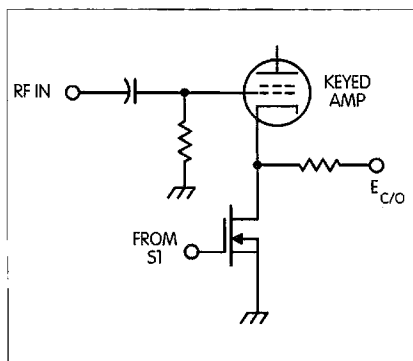 RF IN
KEYED
AMP
E C/O
FROM
S1